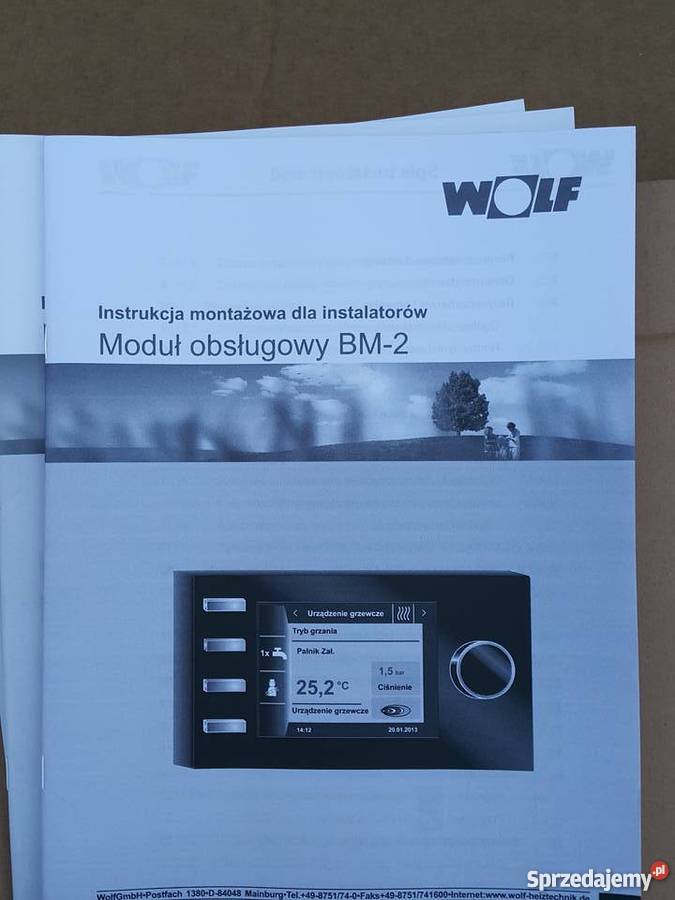 WOLF
Instrukcja montażowa dla instalatorów
Moduł obsługowy BM-2
< Urządzenie grzewcze >
Tryb grzania
1x
Palnik Zał.
1,5 bar
25,2 °C
Ciśnienie
Urządzenie grzewcze
14:12 20.01.2013
WolfGmbH•Postfach 1380•D-84048 Mainburg•Tel.+49-8751/74-0•Faks+49-8751/741600•Internet:www.wolf-heiztechnik.de
Sprzedajemy.pl